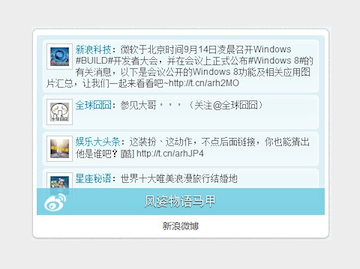 新浪科技：微软于北京时间9月14日凌晨召开Windows
#BUILD#开发者大会，并在会议上正式公布#Windows 8#的
有关消息，以下是会议公开的Windows 8功能及相关应用图
片汇总，让我们一起来看看吧~http://t.cn/arh2MO
全球囧囧：参见大哥，，，（关注@全球囧囧）
娱乐大头条：这装扮、这动作，不点后面链接，你也能猜出
他是谁吧？[酷] http://t.cn/arhJP4
星座秘语：世界十大唯美浪漫旅行结婚地
风姿物语马甲
新浪微博